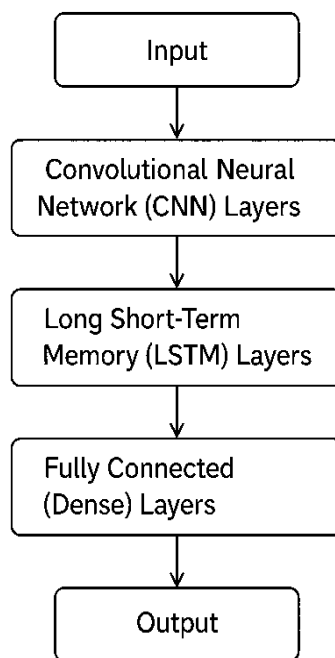 Input
Convolutional Neural
Network (CNN) Layers
Long Short-Term
Memory (LSTM) Layers
Fully Connected
(Dense) Layers
Output